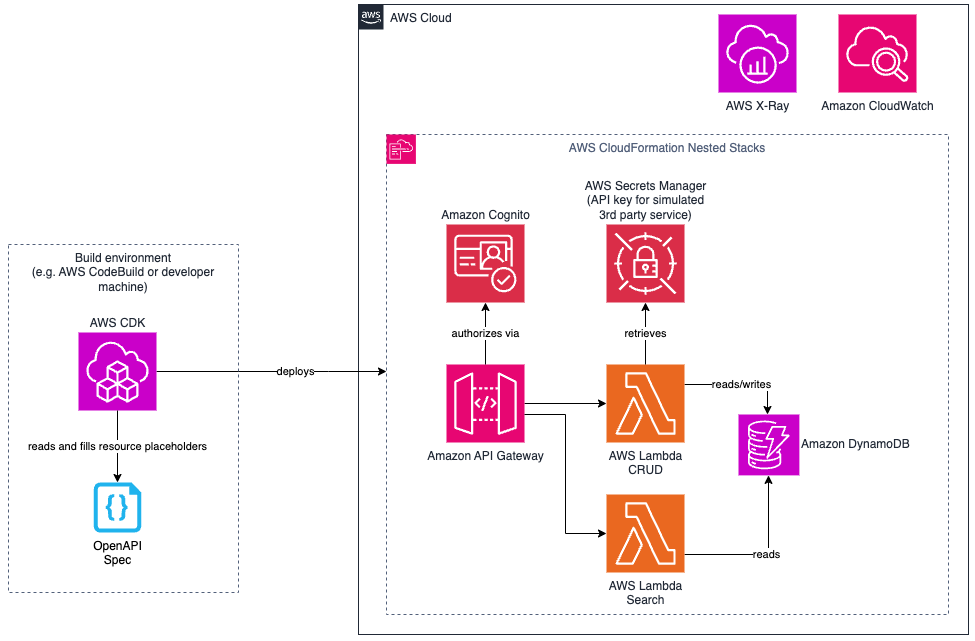 aws
AWS Cloud
AWS X-Ray
Amazon CloudWatch
AWS CloudFormation Nested Stacks
AWS Secrets Manager
(API key for simulated
3rd party service)
Amazon Cognito
Build environment
(e.g. AWS CodeBuild or developer
machine)
AWS CDK
authorizes via
retrieves
deploys
reads/writes
</>
Amazon DynamoDB
reads and fills resource placeholders
Amazon API Gateway
AWS Lambda
CRUD
{}
OpenAPI
Spec
reads
AWS Lambda
Search